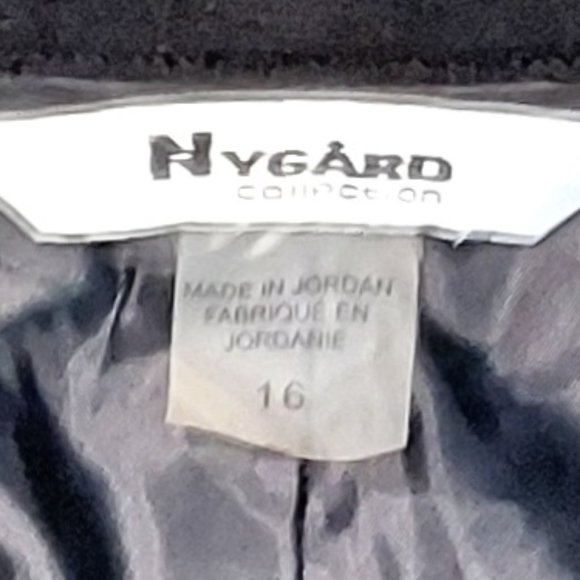 NYGÅRD
collection
MADE IN JORDAN
FABRIQUÉ EN
JORDANIE
16